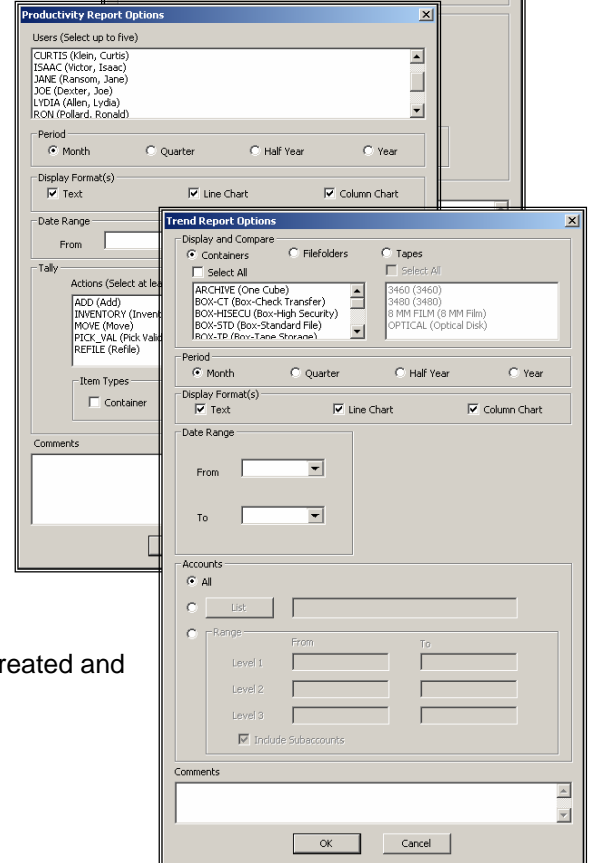 Productivity Report Options
Users (Select up to five)
CURTIS (Klein, Curtis)
ISAAC (Victor, Isaac)
JANE (Ransom, Jane)
JOE (Dexter, Joe)
LYDIA (Allen, Lydia)
RON (Pollard, Ronald)
Period
Month Quarter Half Year Year
Display Format(s)
Text Line Chart Column Chart
Date Range
From
Tally
Actions (Select at lea
ADD (Add)
INVENTORY (Invent
MOVE (Move)
PICK_VAL (Pick Valid
REFILE (Refile)
Item Types
Container
Comments
Trend Report Options
Display and Compare
Containers Filefolders Tapes
Select All Select All
ARCHIVE (One Cube) 3460 (3460)
BOX-CT (Box-Check Transfer) 3480 (3480)
BOX-HISECU (Box-High Security) 8 MM FILM (8 MM Film)
BOX-STD (Box-Standard File) OPTICAL (Optical Disk)
BOX-TP (Box-Tape Storage)
Period
Month Quarter Half Year Year
Display Format(s)
Text Line Chart Column Chart
Date Range
From
To
Accounts
All
List
Range
From To
Level 1
Level 2
Level 3
Include Subaccounts
Comments
OK Cancel
reated and